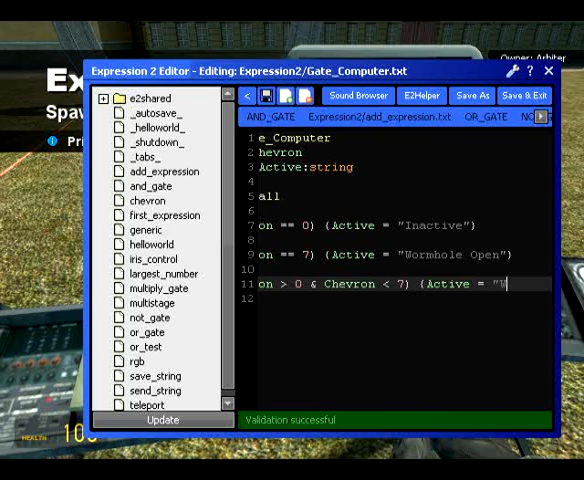 Ex
Owner: Arbiter
Expression 2 Editor - Editing: Expression2/Gate_Computer.txt
?
Spaw
Pri
e2shared
_autosave_
_helloworld_
_shutdown_
_tabs_
add_expression
and_gate
chevron
first_expression
generic
helloworld
iris_control
largest_number
multiply_gate
multistage
not_gate
or_gate
or_test
rgb
save_string
send_string
teleport
Update
< Sound Browser E2Helper Save As Save & Exit
AND_GATE Expression2/add_expression.txt OR_GATE
1 e_Computer
2 hevron
3 Active:string
4
5 all
6
7 on == 0) {Active = "Inactive"}
8
9 on == 7) {Active = "Wormhole Open"}
10
11 on > 0 & Chevron < 7) {Active = "W
12
Validation successful
HEALTH